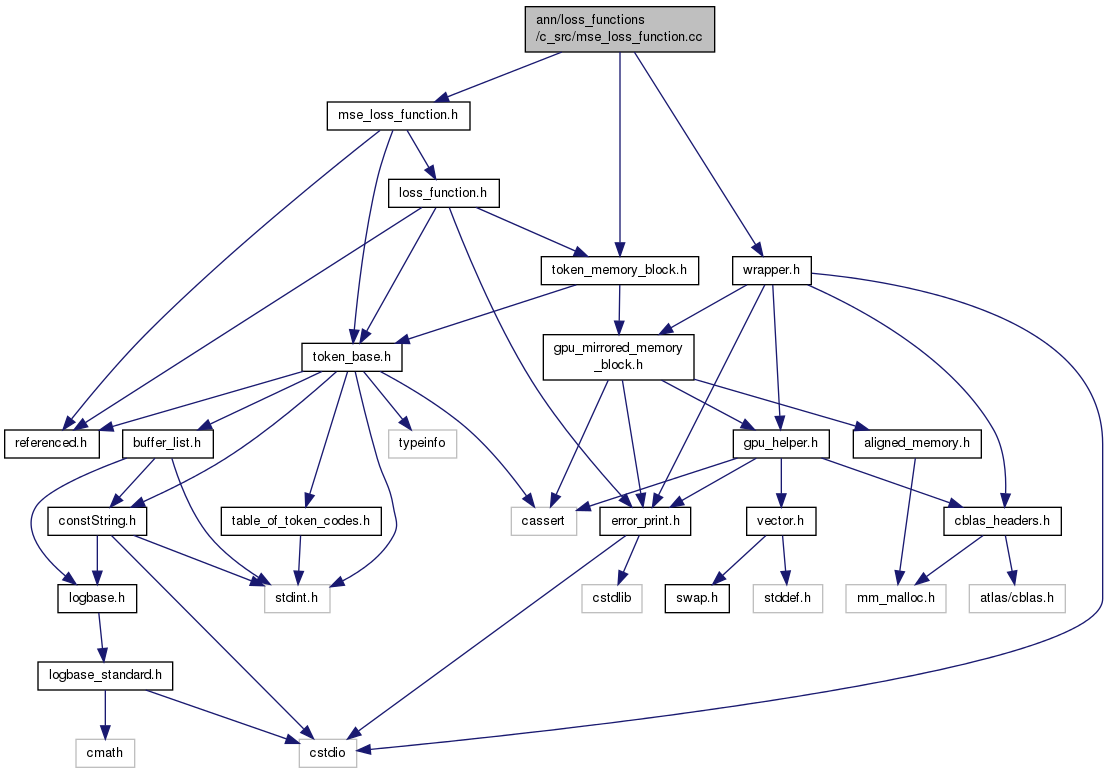 ann/loss_functions
/c_src/mse_loss_function.cc
mse_loss_function.h
loss_function.h
token_memory_block.h
wrapper.h
gpu_mirrored_memory
_block.h
token_base.h
referenced.h
buffer_list.h
typeinfo
gpu_helper.h
aligned_memory.h
constString.h
table_of_token_codes.h
cassert
error_print.h
vector.h
cblas_headers.h
logbase.h
stdint.h
cstdlib
swap.h
stddef.h
mm_malloc.h
atlas/cblas.h
logbase_standard.h
cmath
cstdio